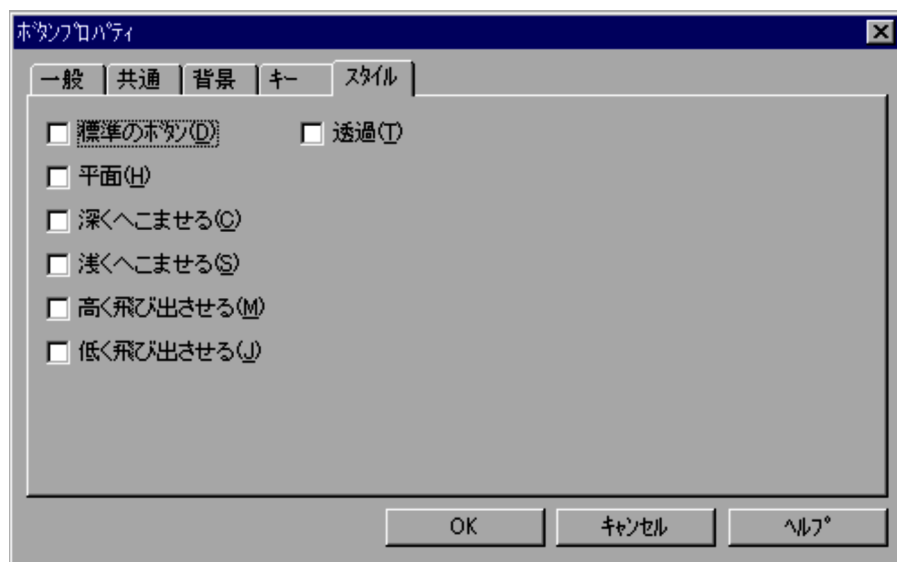 ﾎﾞﾀﾝﾌﾟﾛﾊﾟﾃｨ
一般 共通 背景 ｷｰ ｽﾀｲﾙ
標準のﾎﾞﾀﾝ(D) 透過(T)
平面(H)
深くへこませる(C)
浅くへこませる(S)
高く飛び出させる(M)
低く飛び出させる(J)
OK ｷｬﾝｾﾙ ﾍﾙﾌﾟ